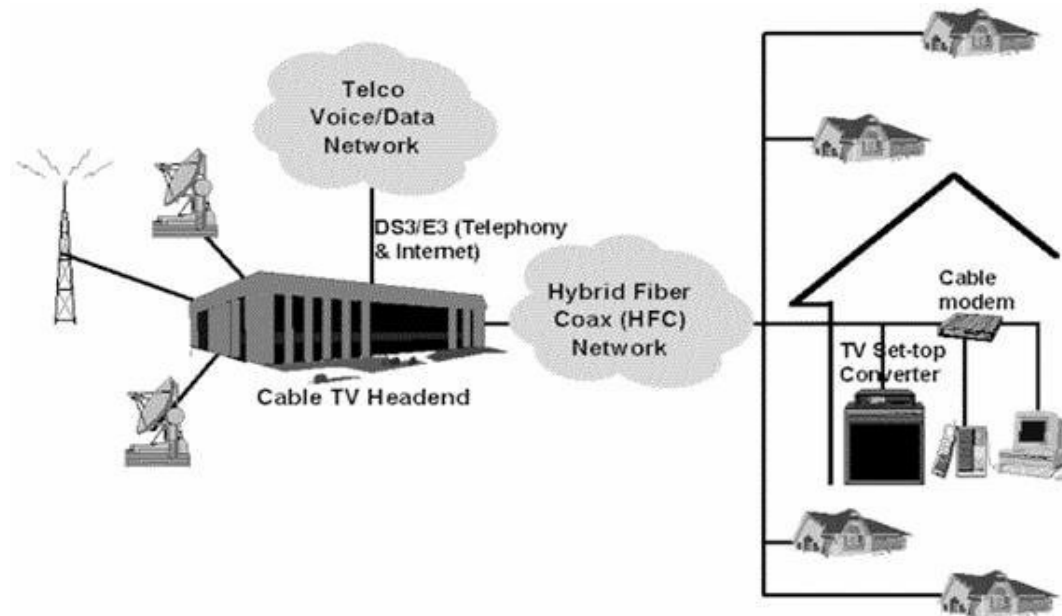 Telco
Voice/Data
Network
DS3/E3 (Telephony
& Internet)
Hybrid Fiber
Coax (HFC)
Network
Cable TV Headend
Cable
modem
TV Set-top
Converter